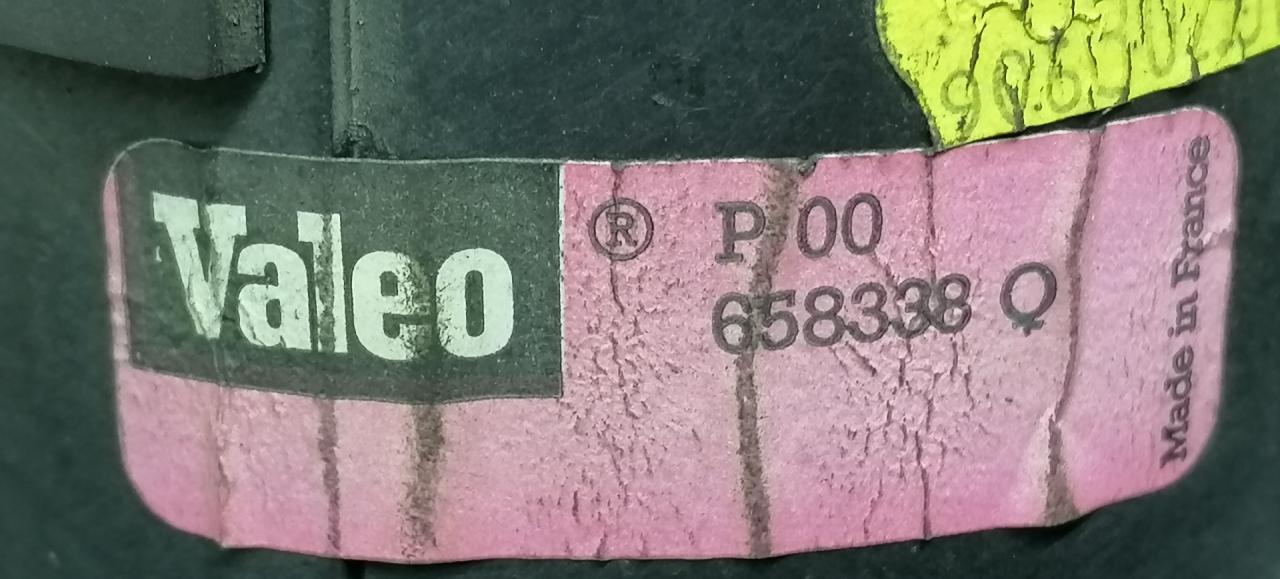 Valeo ® P 00
658338 Q
Made in France